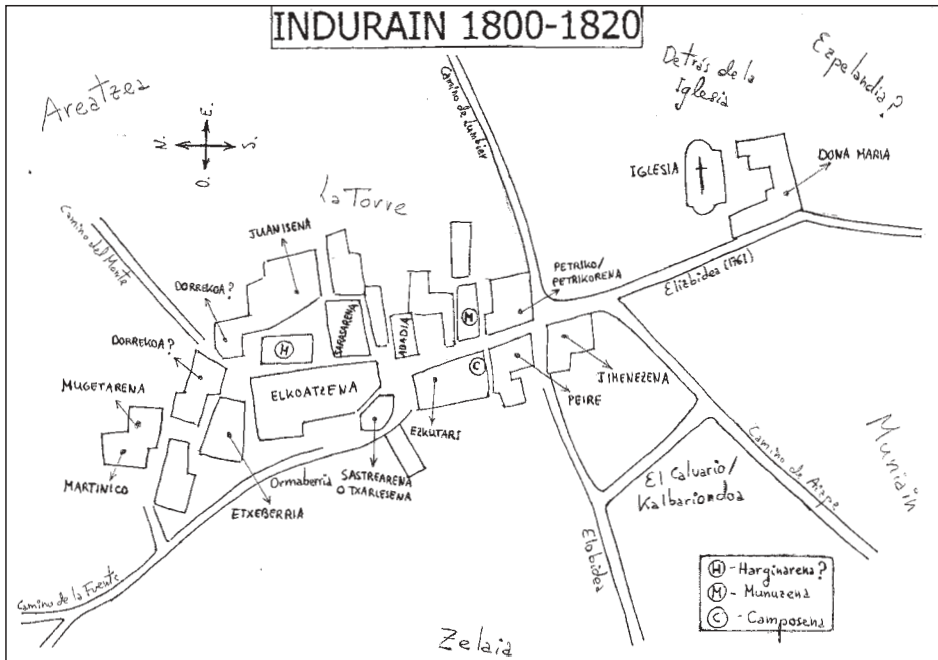 INDURAIN 1800-1820
Areatzea
E.
N.
S.
O.
Camino de Lumbier
Detrás de la
Iglesia
Ezpelandia?
IGLESIA
DONA MARIA
La Torre
JUANISENA
Camino del Monte
DORREKOA?
PETRIKO/
PETRIKORENA
Elizbidea (1761)
DORREKOA?
H
SARASARENA
ABADIA
M
MUGETARENA
ELKOATZENA
C
JIMENEZENA
PEIRE
EZKUTARI
MARTINICO
ETXEBERRIA
Ormaberria
SASTREARENA
O TXARLESENA
El Calvario/
Kalbariondoa
Camino de Aizpe
Muniain
Elobidea
Camino de la Fuente
Zelaia
H - Harginarena?
M - Munuzena
C - Camposena